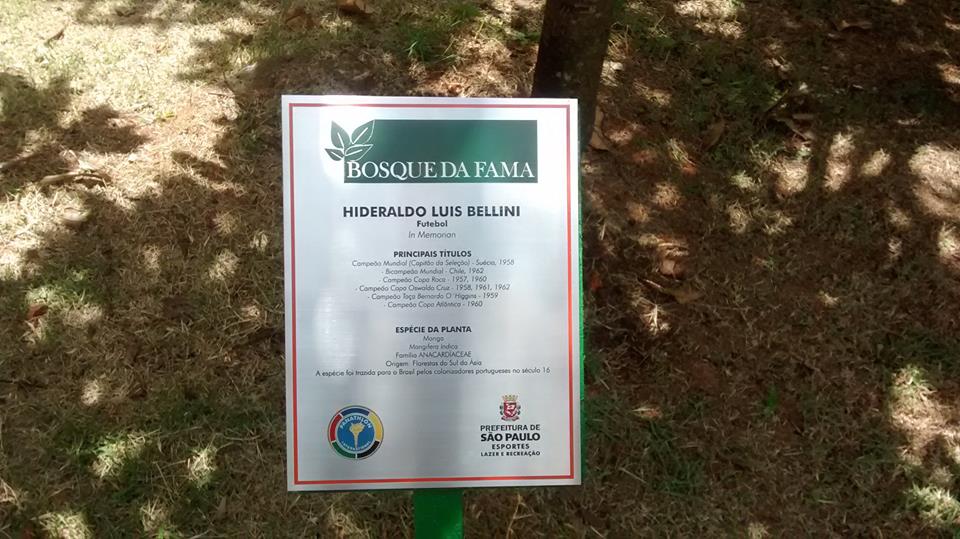 BOSQUE DA FAMA
HIDERALDO LUIS BELLINI
Futebol
In Memorian
PRINCIPAIS TÍTULOS
Campeão Mundial (Capitão da Seleção) - Suécia, 1958
- Bicampeão Mundial - Chile, 1962
- Campeão Copa Roca - 1957, 1960
- Campeão Copa Oswaldo Cruz - 1958, 1961, 1962
- Campeão Taça Bernardo O´Higgins - 1959
- Campeão Copa Atlântica - 1960
ESPÉCIE DA PLANTA
Manga
Mangifera indica
Família ANACARDIACEAE
Origem: Florestas do Sul da Ásia
A espécie foi trazida para o Brasil pelos colonizadores portugueses no século 16
PANATHLON
INTERNATIONAL
PREFEITURA DE
SÃO PAULO
ESPORTES
LAZER E RECREAÇÃO